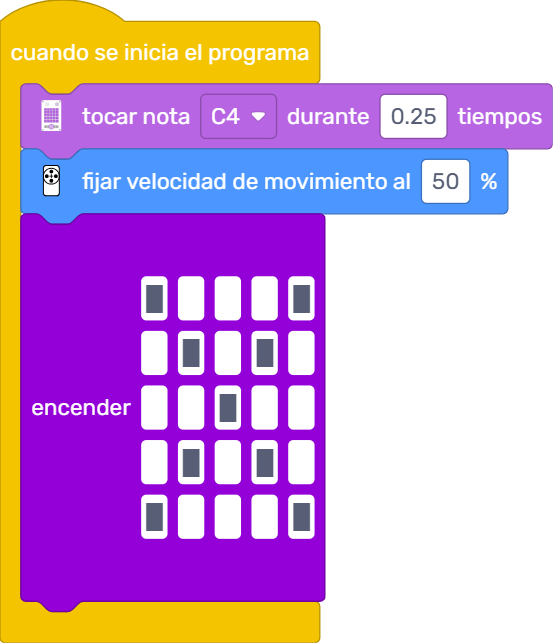 cuando se inicia el programa
tocar nota C4 durante 0.25 tiempos
fijar velocidad de movimiento al 50 %
encender